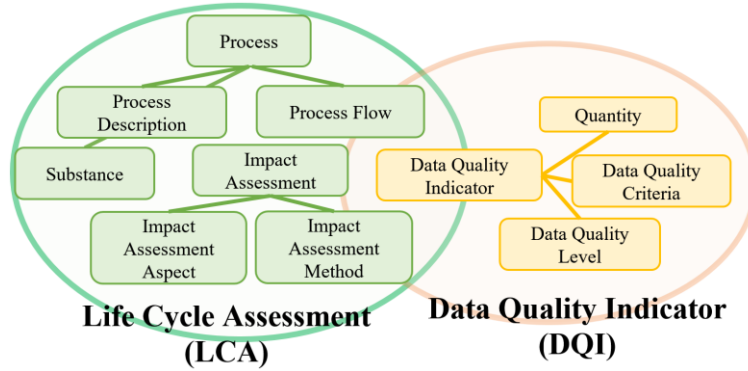 Process
Process
Description
Process Flow
Quantity
Substance
Impact
Assessment
Data Quality
Indicator
Data Quality
Criteria
Impact
Assessment
Aspect
Impact
Assessment
Method
Data Quality
Level
Life Cycle Assessment
(LCA)
Data Quality Indicator
(DQI)